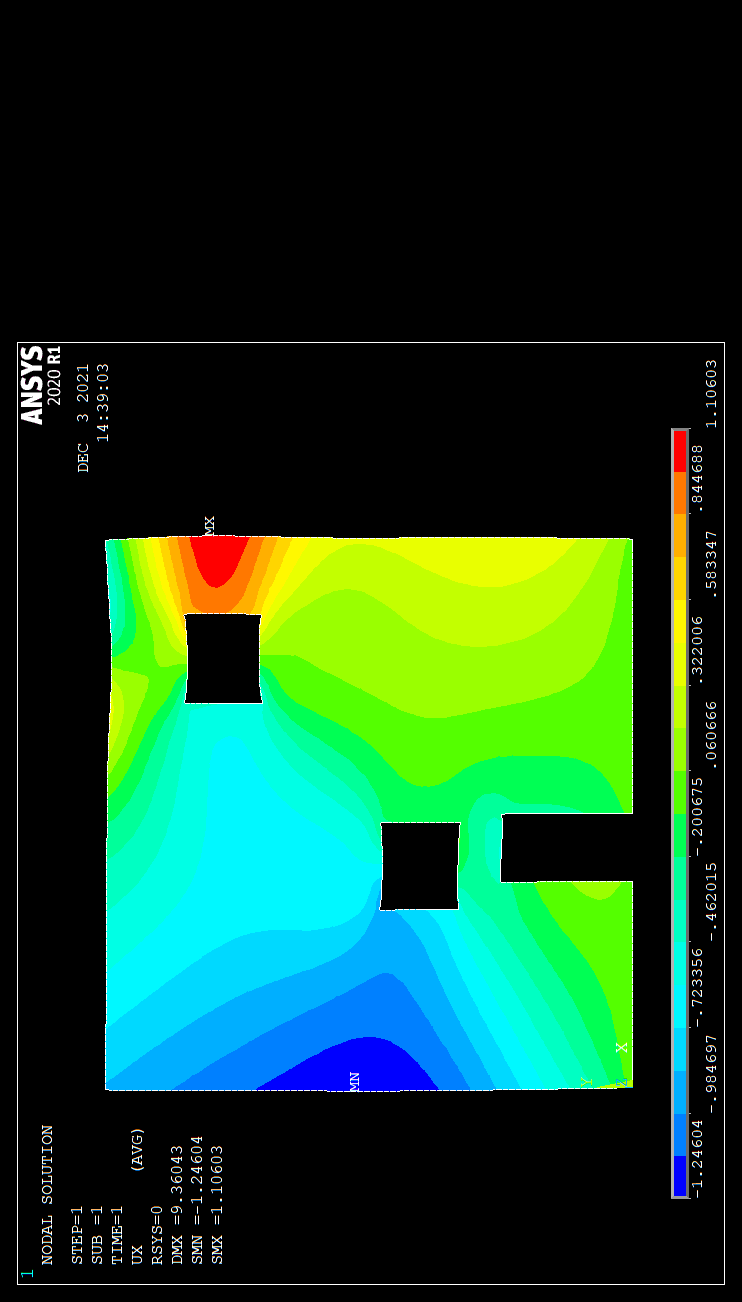 1
NODAL SOLUTION
STEP=1
SUB =1
TIME=1
UX (AVG)
RSYS=0
DMX =9.36043
SMN =-1.24604
SMX =1.10603
ANSYS
2020 R1
DEC 3 2021
14:39:03
MX
MN
Y
Z X
-1.24604
-.984697
-.723356
-.462015
-.200675
.060666
.322006
.583347
.844688
1.10603